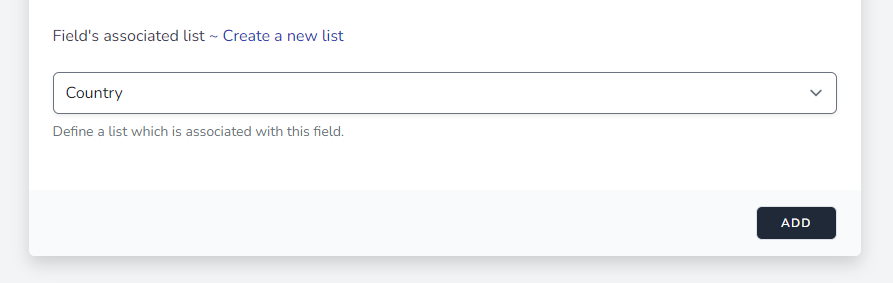 Field's associated list ~ Create a new list
Country
Define a list which is associated with this field.
ADD